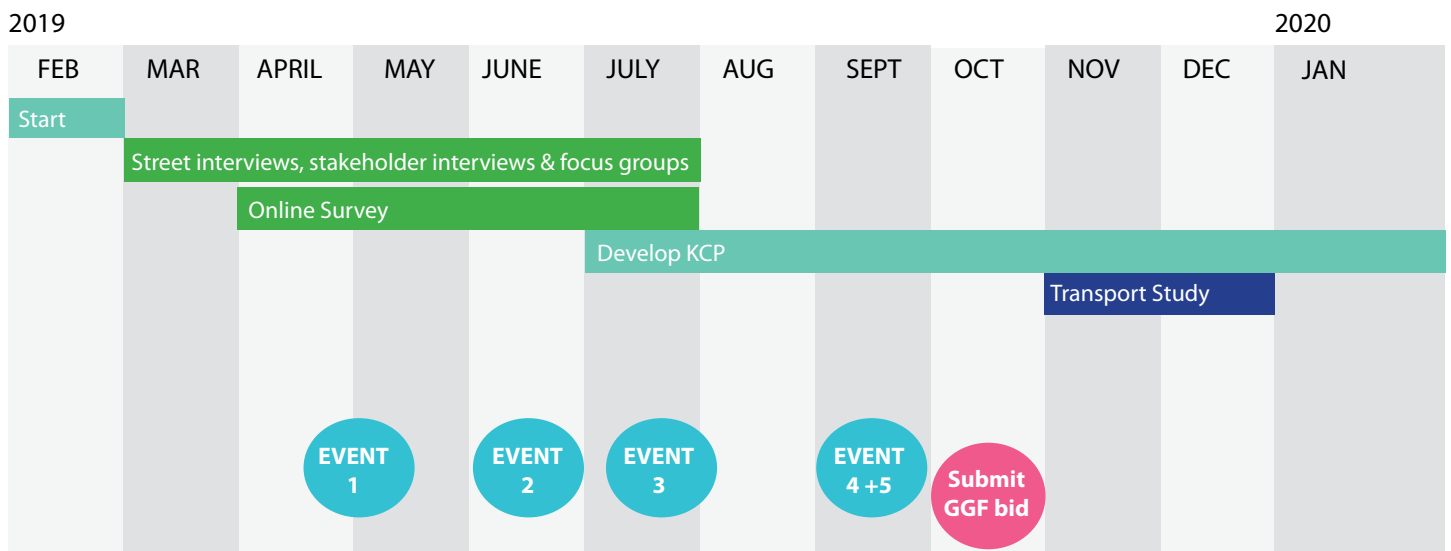 2019 2020
FEB MAR APRIL MAY JUNE JULY AUG SEPT OCT NOV DEC JAN
Start
Street interviews, stakeholder interviews & focus groups
Online Survey
Develop KCP
Transport Study
EVENT
1
EVENT
2
EVENT
3
EVENT
4 +5
Submit
GGF bid